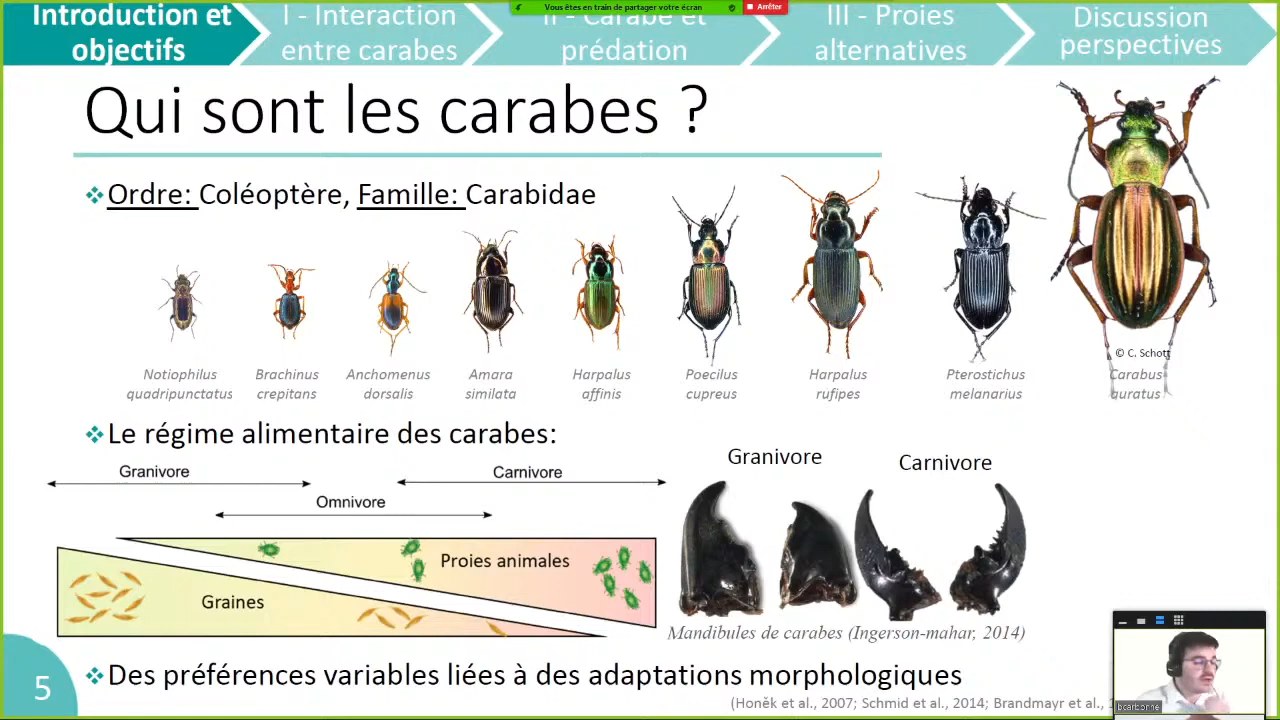 Introduction et
objectifs
I - Interaction
entre carabes
II - Carabe et
prédation
III - Proies
alternatives
Discussion
perspectives
Vous êtes en train de partager votre écran
Arrêter
Qui sont les carabes ?
❖Ordre: Coléoptère, Famille: Carabidae
© C. Schott
Notiophilus
quadripunctatus
Brachinus
crepitans
Anchomenus
dorsalis
Amara
similata
Harpalus
affinis
Poecilus
cupreus
Harpalus
rufipes
Pterostichus
melanarius
Carabus
auratus
❖Le régime alimentaire des carabes:
Granivore
Carnivore
Omnivore
Proies animales
Graines
Granivore
Carnivore
Mandibules de carabes (Ingerson-mahar, 2014)
❖Des préférences variables liées à des adaptations morphologiques
(Honěk et al., 2007; Schmid et al., 2014; Brandmayr et al.,
5
bcarbonne